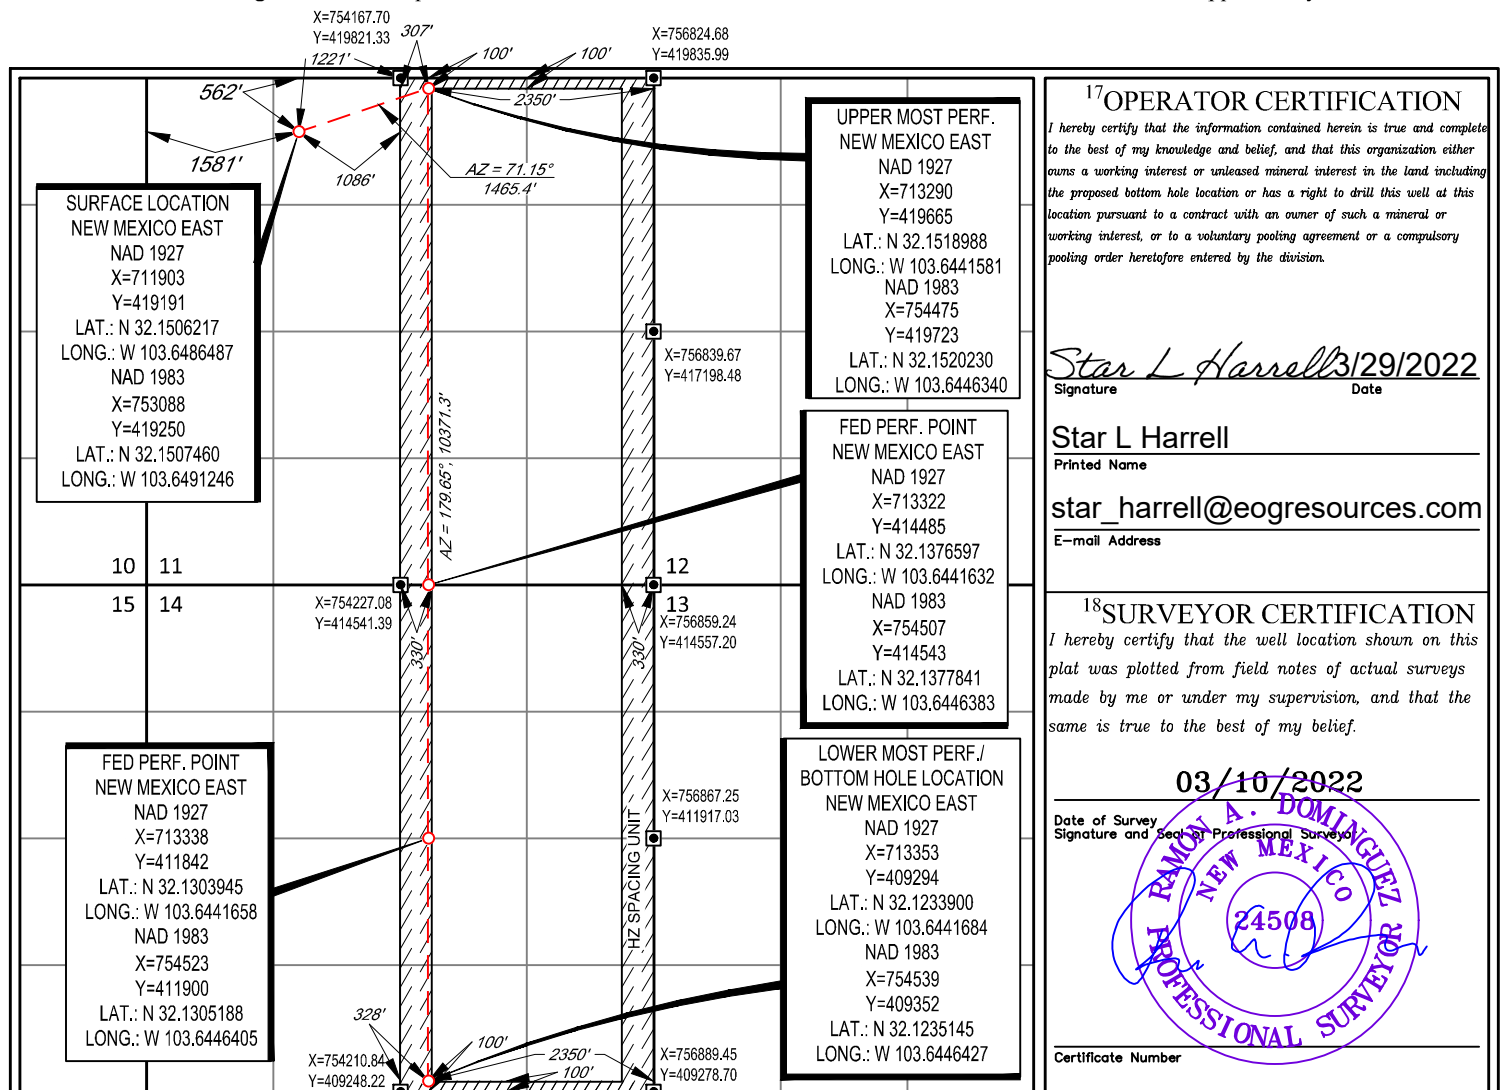 X=754167.70
Y=419821.33
307'
1221'
100'
100'
X=756824.68
Y=419835.99
562'
2350'
1581'
1086'
AZ = 71.15°
1465.4'
SURFACE LOCATION
NEW MEXICO EAST
NAD 1927
X=711903
Y=419191
LAT.: N 32.1506217
LONG.: W 103.6486487
NAD 1983
X=753088
Y=419250
LAT.: N 32.1507460
LONG.: W 103.6491246
UPPER MOST PERF.
NEW MEXICO EAST
NAD 1927
X=713290
Y=419665
LAT.: N 32.1518988
LONG.: W 103.6441581
NAD 1983
X=754475
Y=419723
LAT.: N 32.1520230
LONG.: W 103.6446340
X=756839.67
Y=417198.48
AZ = 179.65°, 10371.3'
FED PERF. POINT
NEW MEXICO EAST
NAD 1927
X=713322
Y=414485
LAT.: N 32.1376597
LONG.: W 103.6441632
NAD 1983
X=754507
Y=414543
LAT.: N 32.1377841
LONG.: W 103.6446383
10 11
15 14
12
13
X=754227.08
Y=414541.39
330'
330'
X=756859.24
Y=414557.20
FED PERF. POINT
NEW MEXICO EAST
NAD 1927
X=713338
Y=411842
LAT.: N 32.1303945
LONG.: W 103.6441658
NAD 1983
X=754523
Y=411900
LAT.: N 32.1305188
LONG.: W 103.6446405
X=756867.25
Y=411917.03
HZ SPACING UNIT
LOWER MOST PERF./
BOTTOM HOLE LOCATION
NEW MEXICO EAST
NAD 1927
X=713353
Y=409294
LAT.: N 32.1233900
LONG.: W 103.6441684
NAD 1983
X=754539
Y=409352
LAT.: N 32.1235145
LONG.: W 103.6446427
328'
100'
2350'
100'
X=754210.84
Y=409248.22
X=756889.45
Y=409278.70
17OPERATOR CERTIFICATION
I hereby certify that the information contained herein is true and complete
to the best of my knowledge and belief, and that this organization either
owns a working interest or unleased mineral interest in the land including
the proposed bottom hole location or has a right to drill this well at this
location pursuant to a contract with an owner of such a mineral or
working interest, or to a voluntary pooling agreement or a compulsory
pooling order heretofore entered by the division.
Star L Harrell 3/29/2022
Signature Date
Star L Harrell
Printed Name
star_harrell@eogresources.com
E-mail Address
18SURVEYOR CERTIFICATION
I hereby certify that the well location shown on this
plat was plotted from field notes of actual surveys
made by me or under my supervision, and that the
same is true to the best of my belief.
03/10/2022
Date of Survey
Signature and Seal of Professional Surveyor
RAMON A. DOMINGUEZ
NEW MEXICO
24508
PROFESSIONAL SURVEYOR
Certificate Number